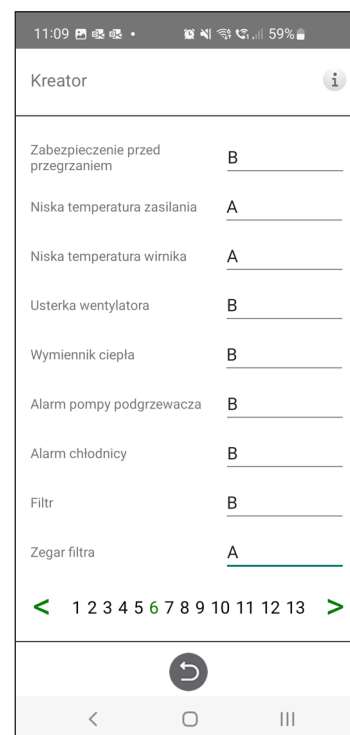 11:09 59%
Kreator i
Zabezpieczenie przed
przegrzaniem B
Niska temperatura zasilania A
Niska temperatura wirnika A
Usterka wentylatora B
Wymiennik ciepła B
Alarm pompy podgrzewacza B
Alarm chłodnicy B
Filtr B
Zegar filtra A
< 1 2 3 4 5 6 7 8 9 10 11 12 13 >